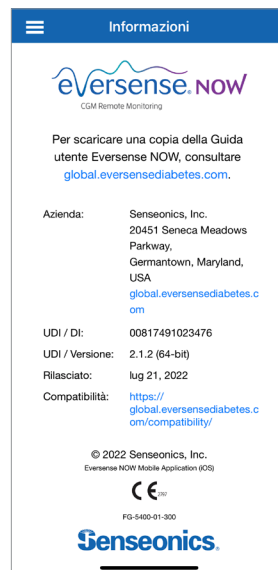 Informazioni
eversense® NOW
CGM Remote Monitoring
Per scaricare una copia della Guida
utente Eversense NOW, consultare
global.eversensediabetes.com.
Azienda: Senseonics, Inc.
20451 Seneca Meadows
Parkway,
Germantown, Maryland,
USA
global.eversensediabetes.c
om
UDI / DI: 00817491023476
UDI / Versione: 2.1.2 (64-bit)
Rilasciato: lug 21, 2022
Compatibilità: https://
global.eversensediabetes.c
om/compatibility/
© 2022 Senseonics, Inc.
Eversense NOW Mobile Application (iOS)
CE 2797
FG-5400-01-300
Senseonics®